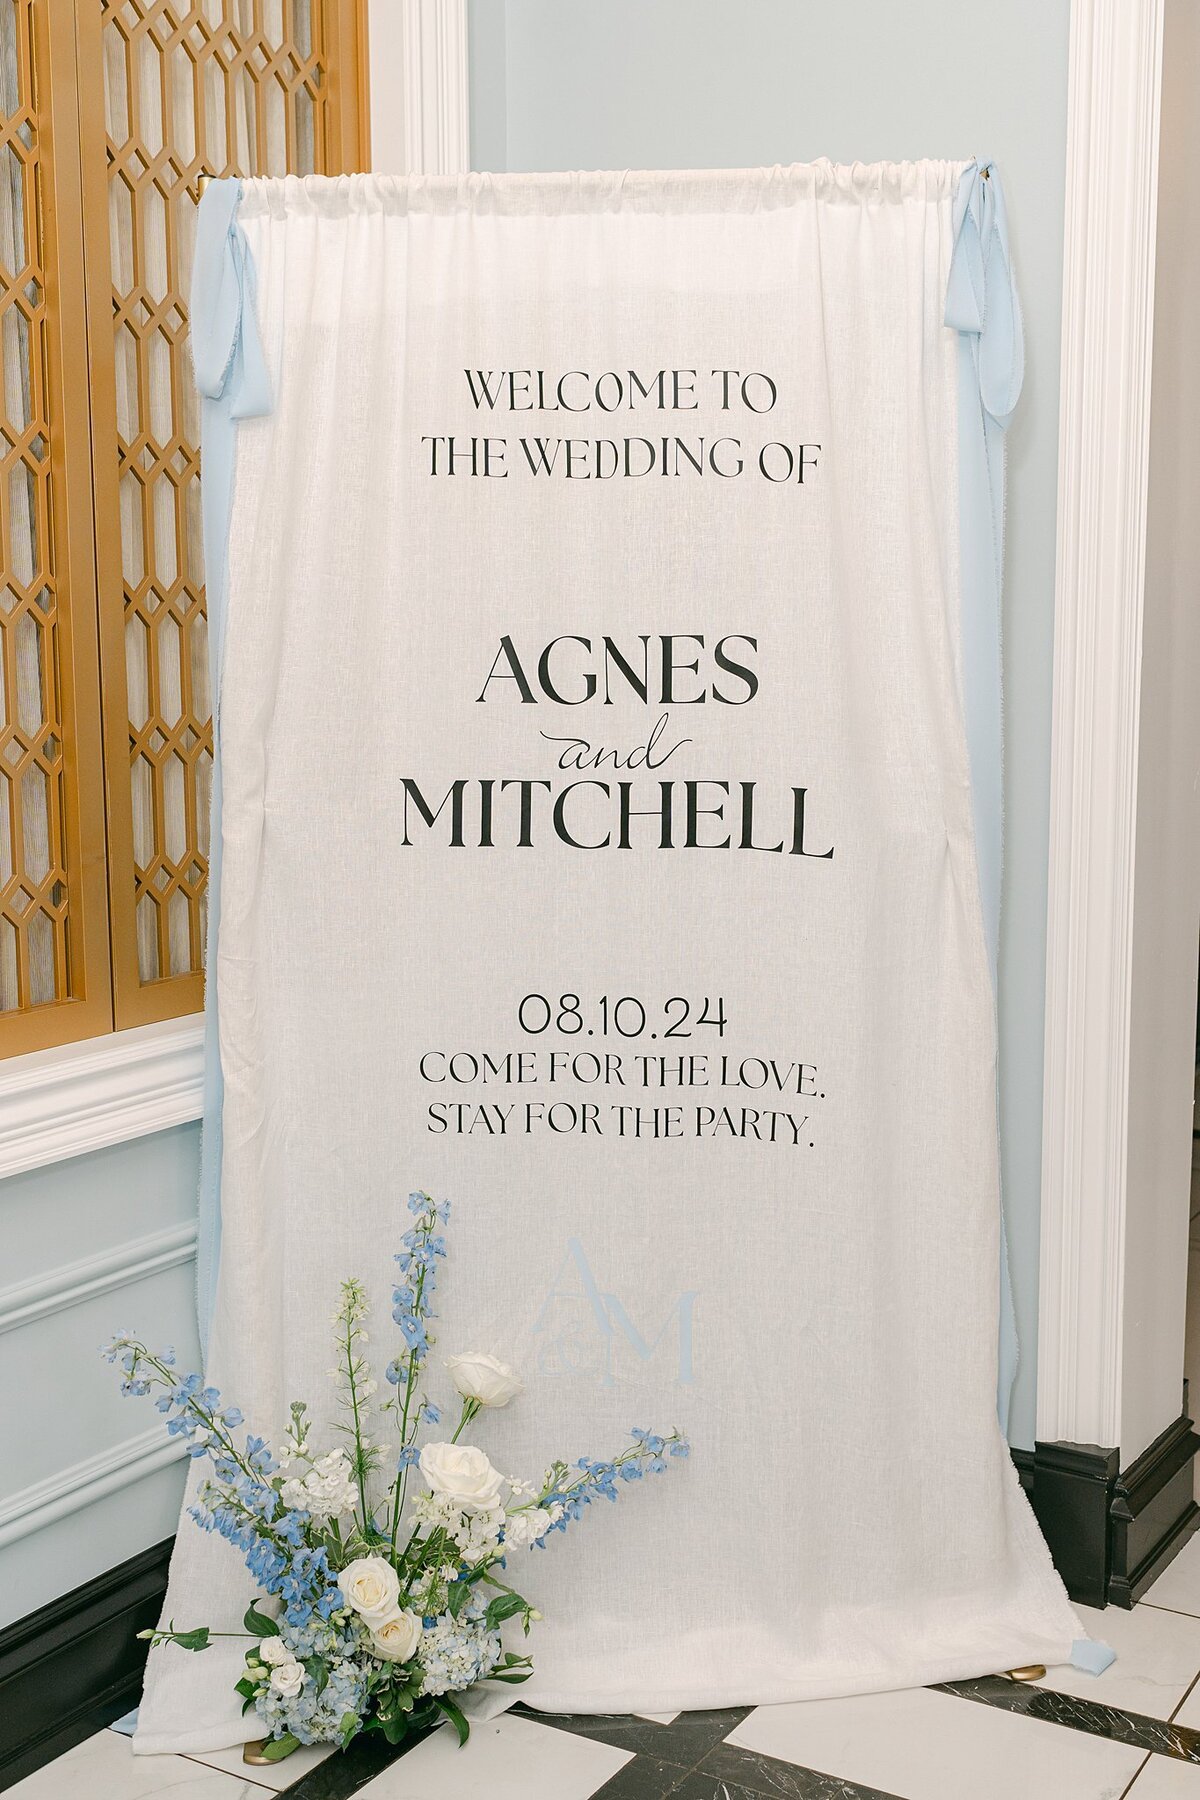 WELCOME TO
THE WEDDING OF
AGNES
and
MITCHELL
08.10.24
COME FOR THE LOVE.
STAY FOR THE PARTY.
A
& M